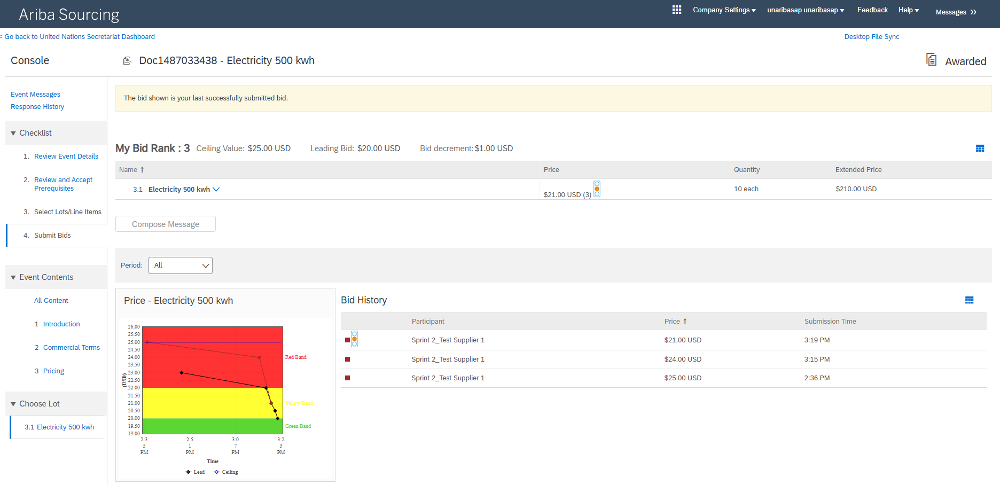 Ariba Sourcing
Company Settings
unaribasap unaribasap
Feedback
Help
Messages »
< Go back to United Nations Secretariat Dashboard
Desktop File Sync
Console
Doc1487033438 - Electricity 500 kwh
Awarded
Event Messages
Response History
Checklist
1. Review Event Details
2. Review and Accept
Prerequisites
3. Select Lots/Line Items
4. Submit Bids
Event Contents
All Content
1 Introduction
2 Commercial Terms
3 Pricing
Choose Lot
3.1 Electricity 500 kwh
The bid shown is your last successfully submitted bid.
My Bid Rank : 3 Ceiling Value: $25.00 USD Leading Bid: $20.00 USD Bid decrement: $1.00 USD
Name ↑ Price Quantity Extended Price
3.1 Electricity 500 kwh $21.00 USD (3) 10 each $210.00 USD
Compose Message
Period: All
Price - Electricity 500 kwh
26.00
25.50
25.00
24.50
24.00
23.50
23.00
22.50
22.00
21.50
21.00
20.50
20.00
19.50
19.00
(USD)
Red Band
Yellow Band
Green Band
2:3 2:5 3:0 3:2
5 1 7 3
PM PM PM PM
Time
Lead Ceiling
Bid History
Participant Price ↑ Submission Time
Sprint 2_Test Supplier 1 $21.00 USD 3:19 PM
Sprint 2_Test Supplier 1 $24.00 USD 3:15 PM
Sprint 2_Test Supplier 1 $25.00 USD 2:36 PM